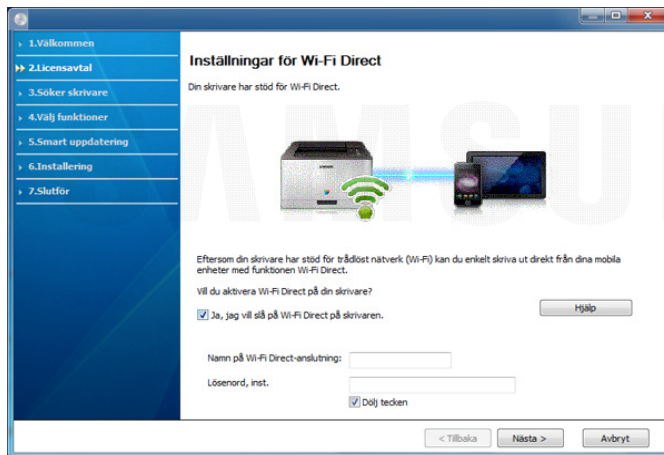 1.Välkommen
2.Licensavtal
3.Söker skrivare
4.Välj funktioner
5.Smart uppdatering
6.Installering
7.Slutför
Inställningar för Wi-Fi Direct
Din skrivare har stöd för Wi-Fi Direct.
SAMSUNG
Eftersom din skrivare har stöd för trådlöst nätverk (Wi-Fi) kan du enkelt skriva ut direkt från dina mobila
enheter med funktionen Wi-Fi Direct.
Vill du aktivera Wi-Fi Direct på din skrivare?
Ja, jag vill slå på Wi-Fi Direct på skrivaren.
Hjälp
Namn på Wi-Fi Direct-anslutning:
Lösenord, inst.
Dölj tecken
< Tillbaka
Nästa >
Avbryt